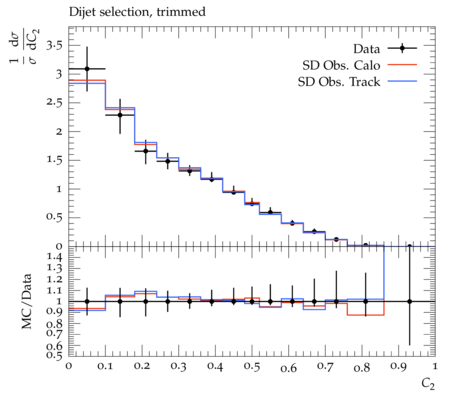 Dijet selection, trimmed
1/σ dσ/dC₂
Data
SD Obs. Calo
SD Obs. Track
3.5
3
2.5
2
1.5
1
0.5
0
MC/Data
1.4
1.3
1.2
1.1
1.0
0.9
0.8
0.7
0.6
0.5
0 0.1 0.2 0.3 0.4 0.5 0.6 0.7 0.8 0.9 1
C₂